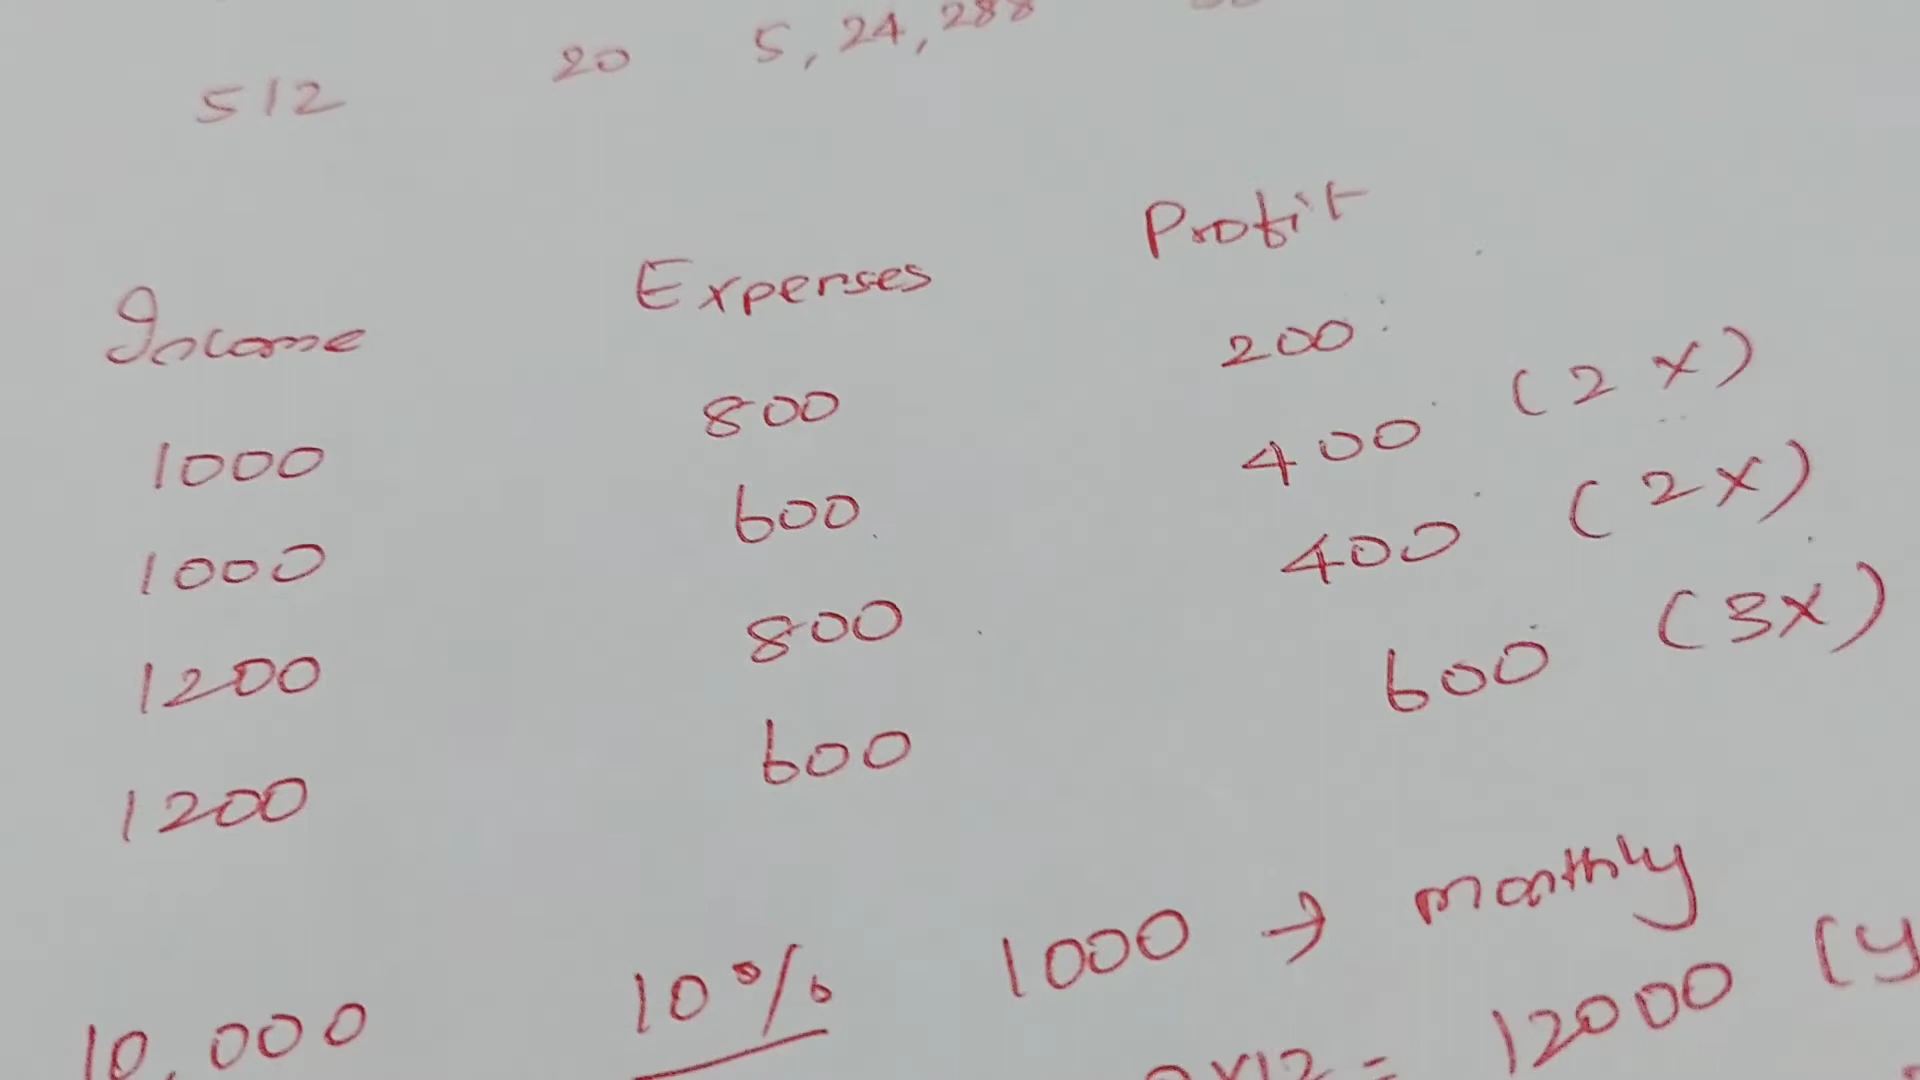 512 20 5,24,288
Income Expenses Profit
1000 800 200
1000 600 400 (2x)
1200 800 400 (2x)
1200 600 600 (3x)
10,000 10% 1000 → monthly
x12 = 12000 (y